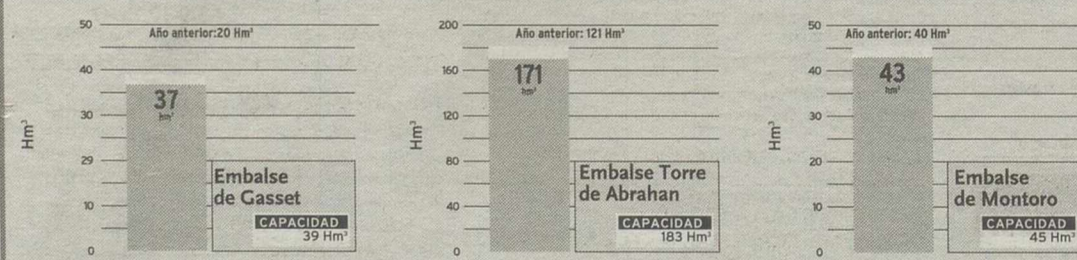 50
Año anterior:20 Hm³
40
37
hm³
30
Hm³
29
10
0
Embalse
de Gasset
CAPACIDAD
39 Hm³
200
Año anterior: 121 Hm³
160
171
hm³
120
Hm³
80
40
0
Embalse Torre
de Abrahan
CAPACIDAD
183 Hm³
50
Año anterior: 40 Hm³
40
43
hm³
30
Hm³
20
10
0
Embalse
de Montoro
CAPACIDAD
45 Hm³